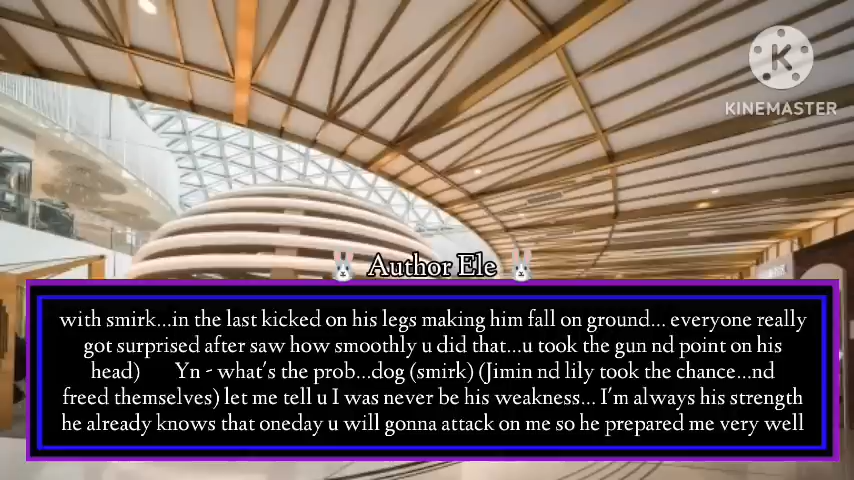 KINEMASTER
🐰 Author Ele 🐰
with smirk...in the last kicked on his legs making him fall on ground... everyone really
got surprised after saw how smoothly u did that...u took the gun nd point on his
head) Yn - what's the prob...dog (smirk) (Jimin nd lily took the chance...nd
freed themselves) let me tell u I was never be his weakness... I'm always his strength
he already knows that oneday u will gonna attack on me so he prepared me very well